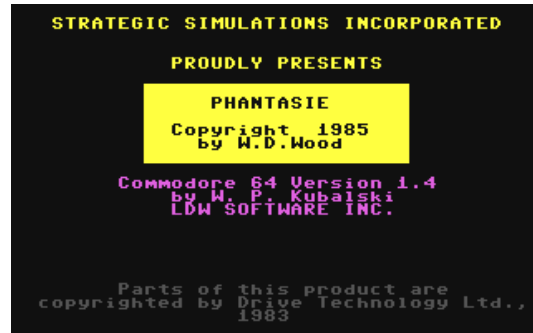 STRATEGIC SIMULATIONS INCORPORATED
PROUDLY PRESENTS
PHANTASIE
Copyright 1985
by W.D.Wood
Commodore 64 Version 1.4
by W. P. Kubalski
LDW SOFTWARE INC.
Parts of this product are
copyrighted by Drive Technology Ltd.,
1983